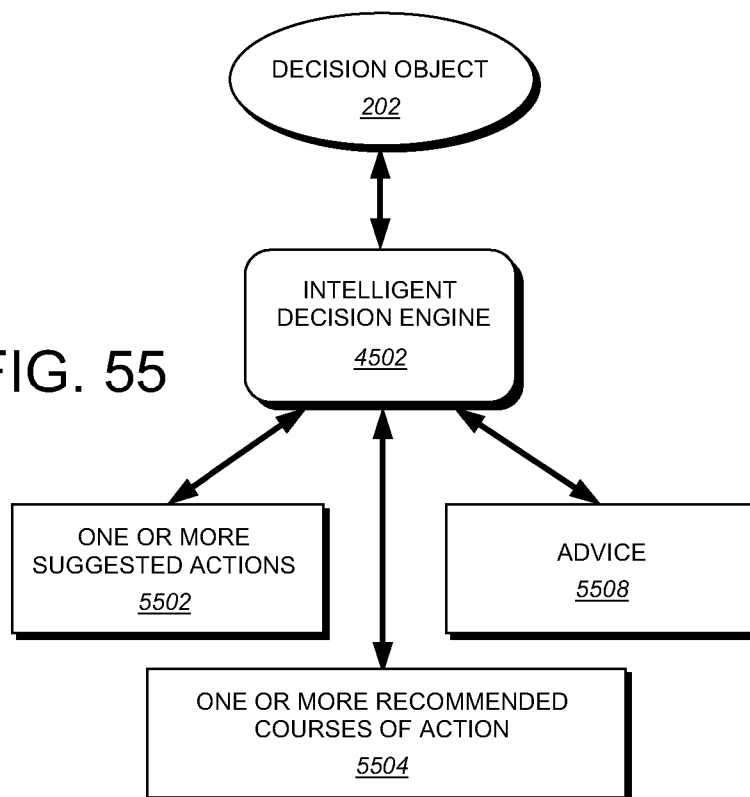 DECISION OBJECT
202
INTELLIGENT
DECISION ENGINE
4502
FIG. 55
ONE OR MORE
SUGGESTED ACTIONS
5502
ADVICE
5508
ONE OR MORE RECOMMENDED
COURSES OF ACTION
5504